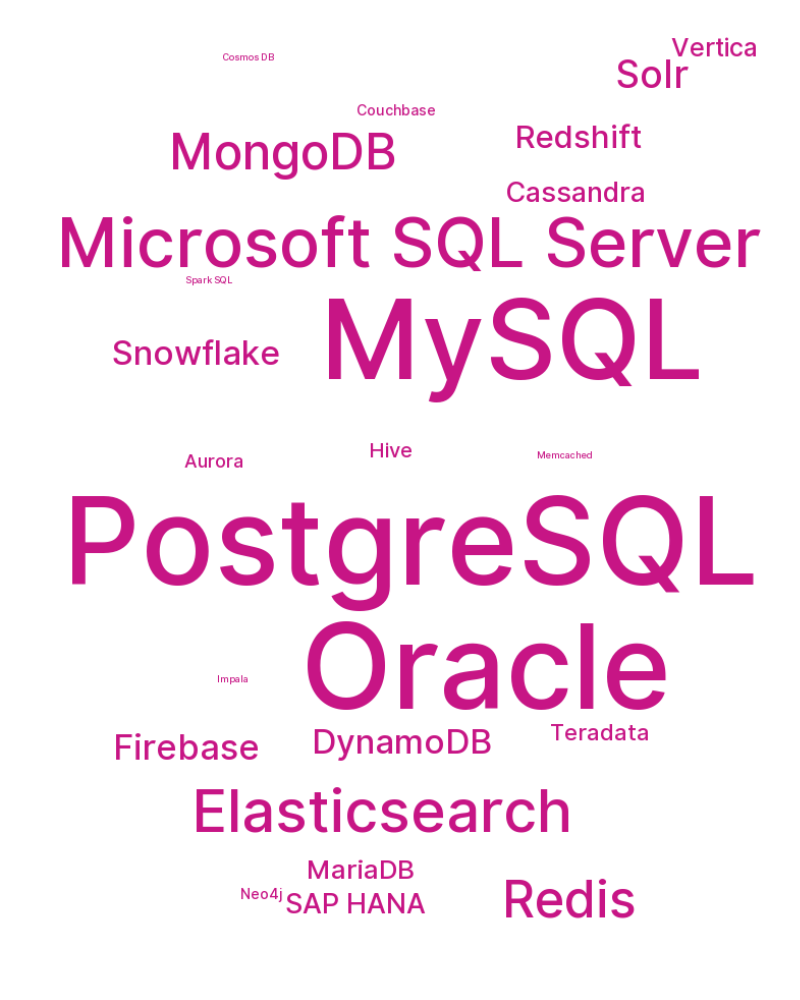 Vertica
Cosmos DB
Solr
Couchbase
Redshift
MongoDB
Cassandra
Microsoft SQL Server
Spark SQL
MySQL
Snowflake
Hive
Memcached
Aurora
PostgreSQL
Oracle
Impala
Teradata
DynamoDB
Firebase
Elasticsearch
MariaDB
Neo4j
Redis
SAP HANA